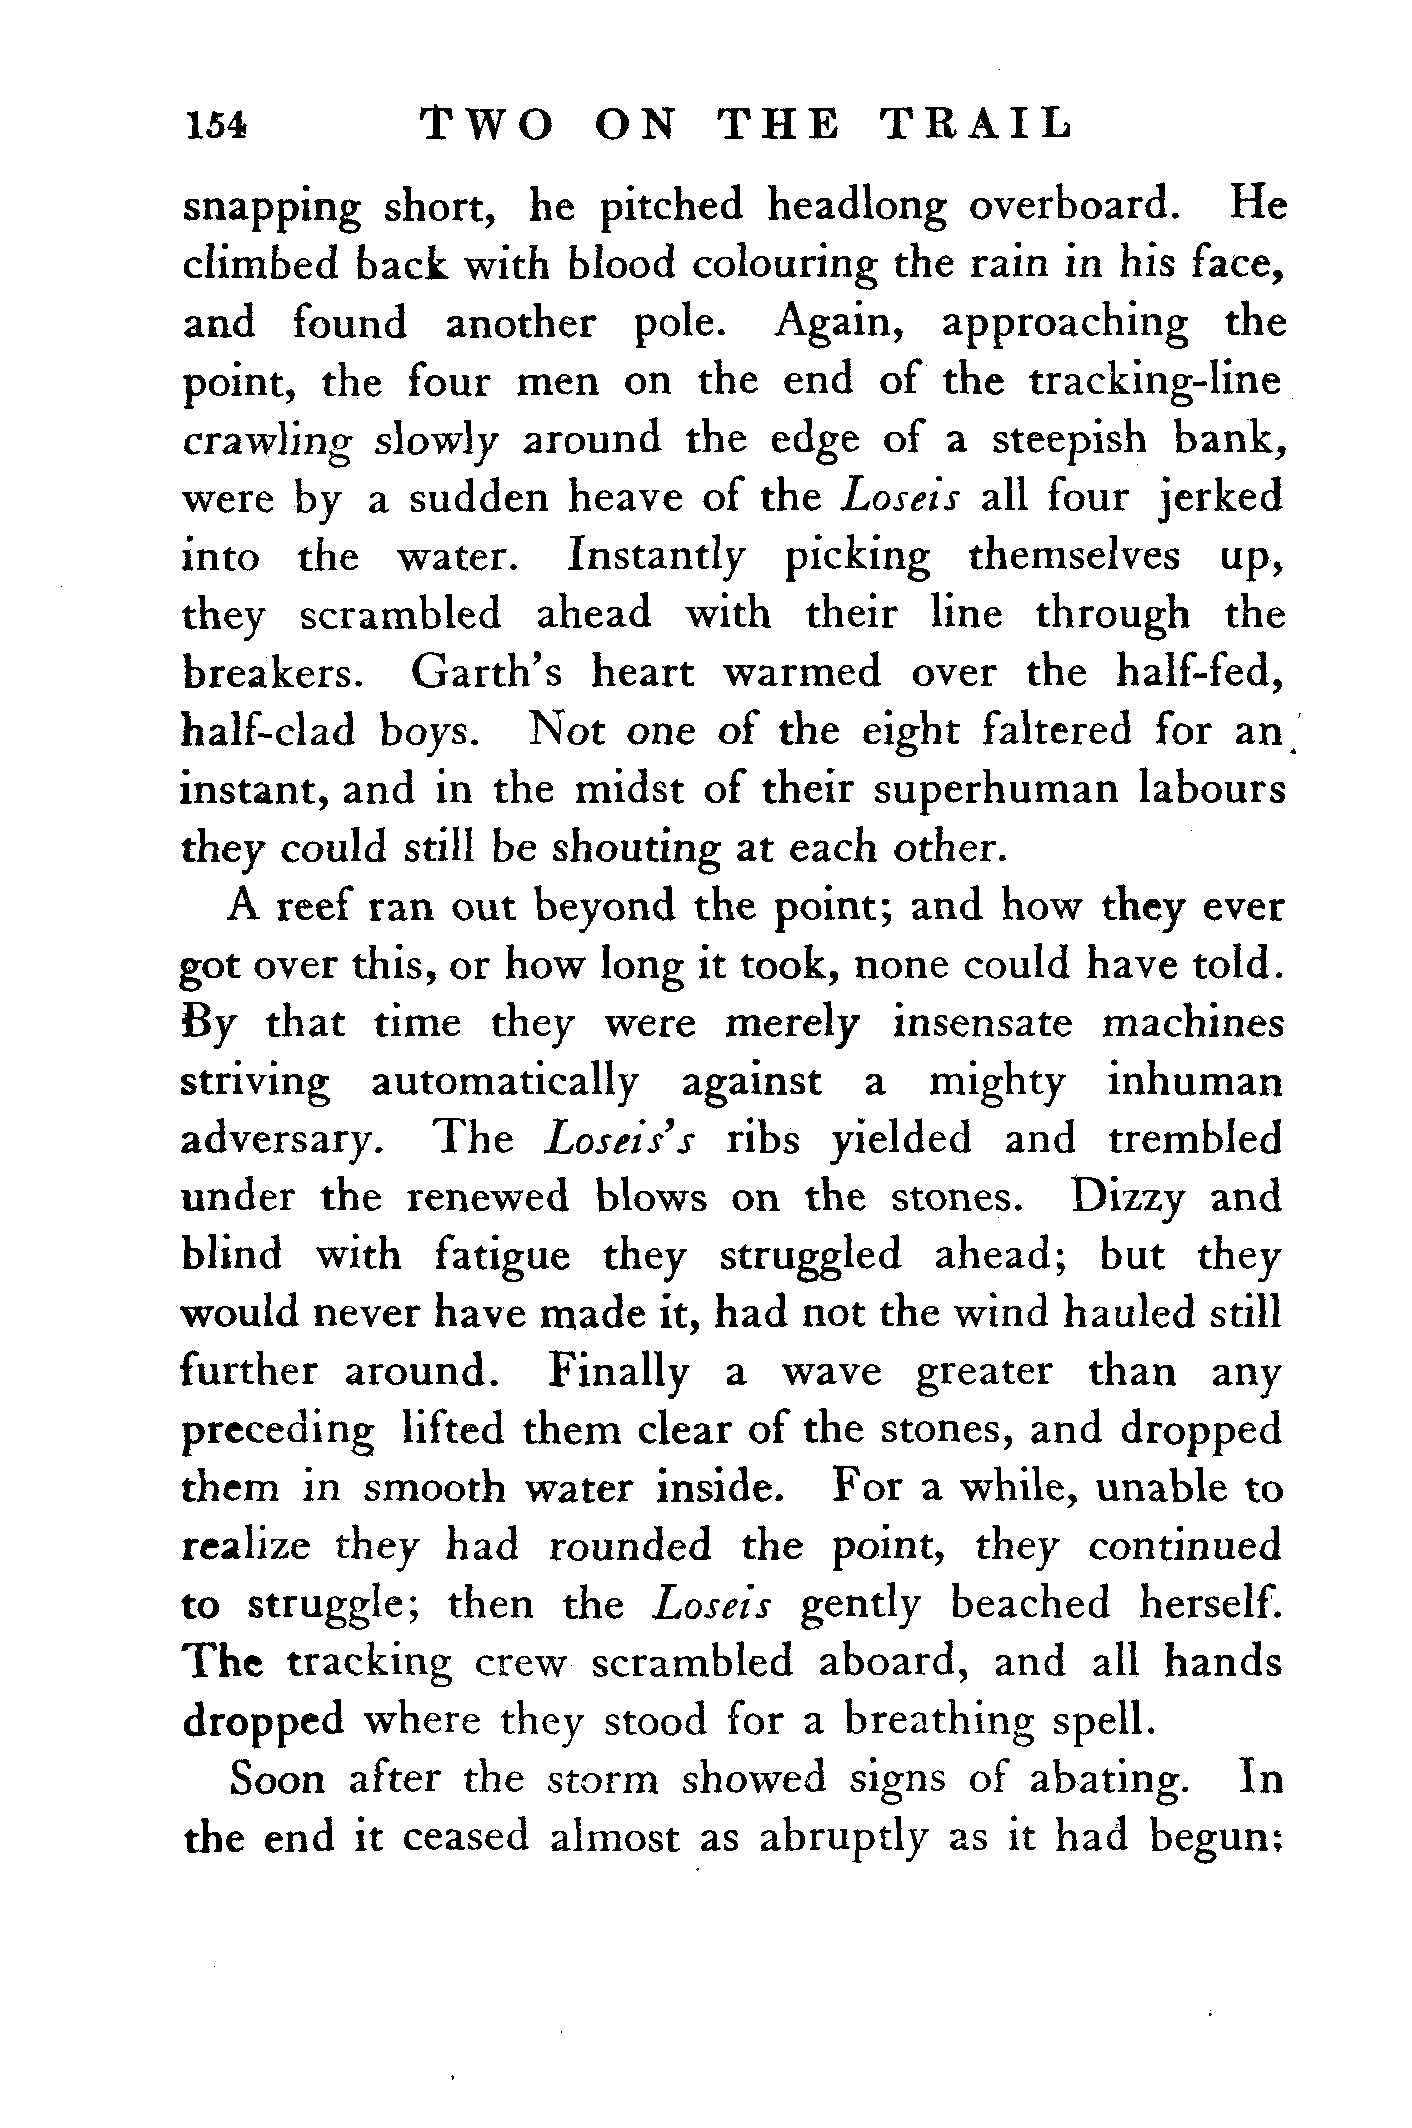 154 TWO ON THE TRAIL
snapping short, he pitched headlong overboard. He
climbed back with blood colouring the rain in his face,
and found another pole. Again, approaching the
point, the four men on the end of the tracking-line
crawling slowly around the edge of a steepish bank,
were by a sudden heave of the Loseis all four jerked
into the water. Instantly picking themselves up,
they scrambled ahead with their line through the
breakers. Garth's heart warmed over the half-fed,
half-clad boys. Not one of the eight faltered for an
instant, and in the midst of their superhuman labours
they could still be shouting at each other.
A reef ran out beyond the point; and how they ever
got over this, or how long it took, none could have told.
By that time they were merely insensate machines
striving automatically against a mighty inhuman
adversary. The Loseis's ribs yielded and trembled
under the renewed blows on the stones. Dizzy and
blind with fatigue they struggled ahead; but they
would never have made it, had not the wind hauled still
further around. Finally a wave greater than any
preceding lifted them clear of the stones, and dropped
them in smooth water inside. For a while, unable to
realize they had rounded the point, they continued
to struggle; then the Loseis gently beached herself.
The tracking crew scrambled aboard, and all hands
dropped where they stood for a breathing spell.
Soon after the storm showed signs of abating. In
the end it ceased almost as abruptly as it had begun;